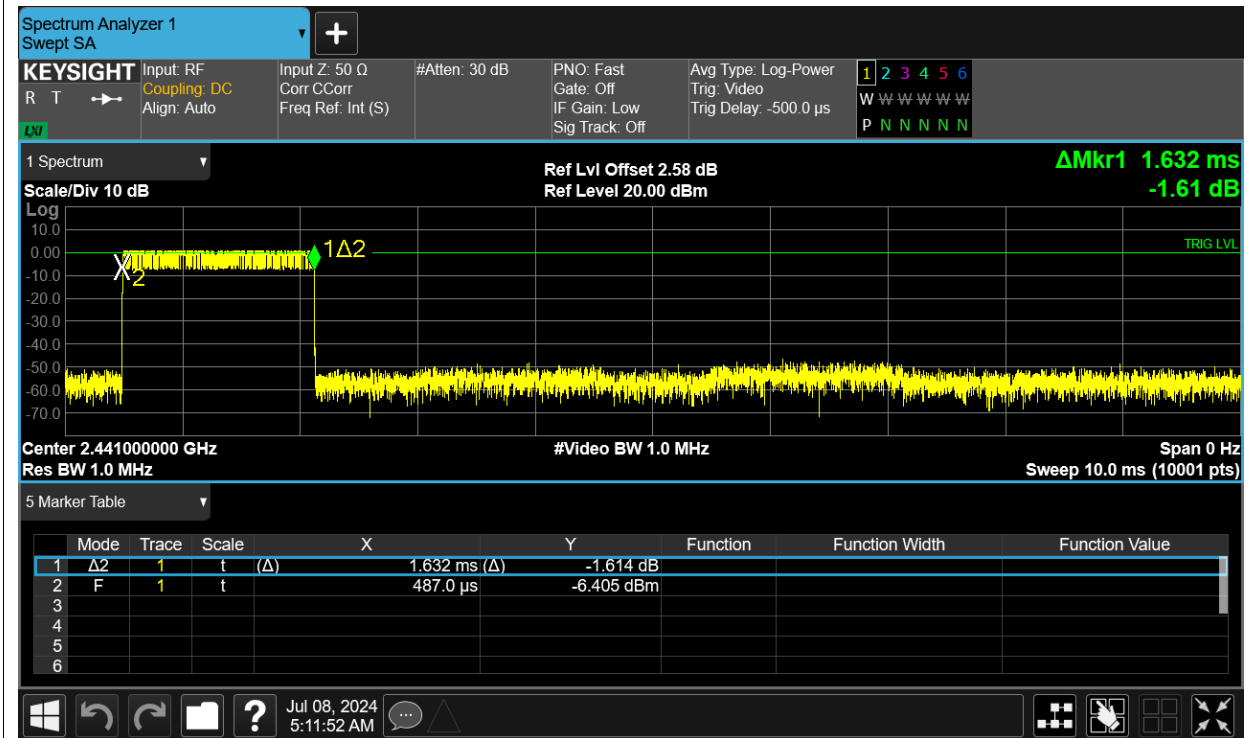 Spectrum Analyzer 1
Swept SA
KEYSIGHT
R T
LXI
Input: RF
Coupling: DC
Align: Auto
Input Z: 50 Ω
Corr CCorr
Freq Ref: Int (S)
#Atten: 30 dB
PNO: Fast
Gate: Off
IF Gain: Low
Sig Track: Off
Avg Type: Log-Power
Trig: Video
Trig Delay: -500.0 µs
1 2 3 4 5 6
W W W W W W
P N N N N N
1 Spectrum
Scale/Div 10 dB
Ref Lvl Offset 2.58 dB
Ref Level 20.00 dBm
ΔMkr1 1.632 ms
-1.61 dB
Log
10.0
0.00
-10.0
-20.0
-30.0
-40.0
-50.0
-60.0
-70.0
X2
1Δ2
TRIG LVL
Center 2.441000000 GHz
#Video BW 1.0 MHz
Span 0 Hz
Res BW 1.0 MHz
Sweep 10.0 ms (10001 pts)
5 Marker Table
Mode Trace Scale X Y Function Function Width Function Value
1 Δ2 1 t (Δ) 1.632 ms (Δ) -1.614 dB
2 F 1 t 487.0 µs -6.405 dBm
3
4
5
6
?
Jul 08, 2024
5:11:52 AM